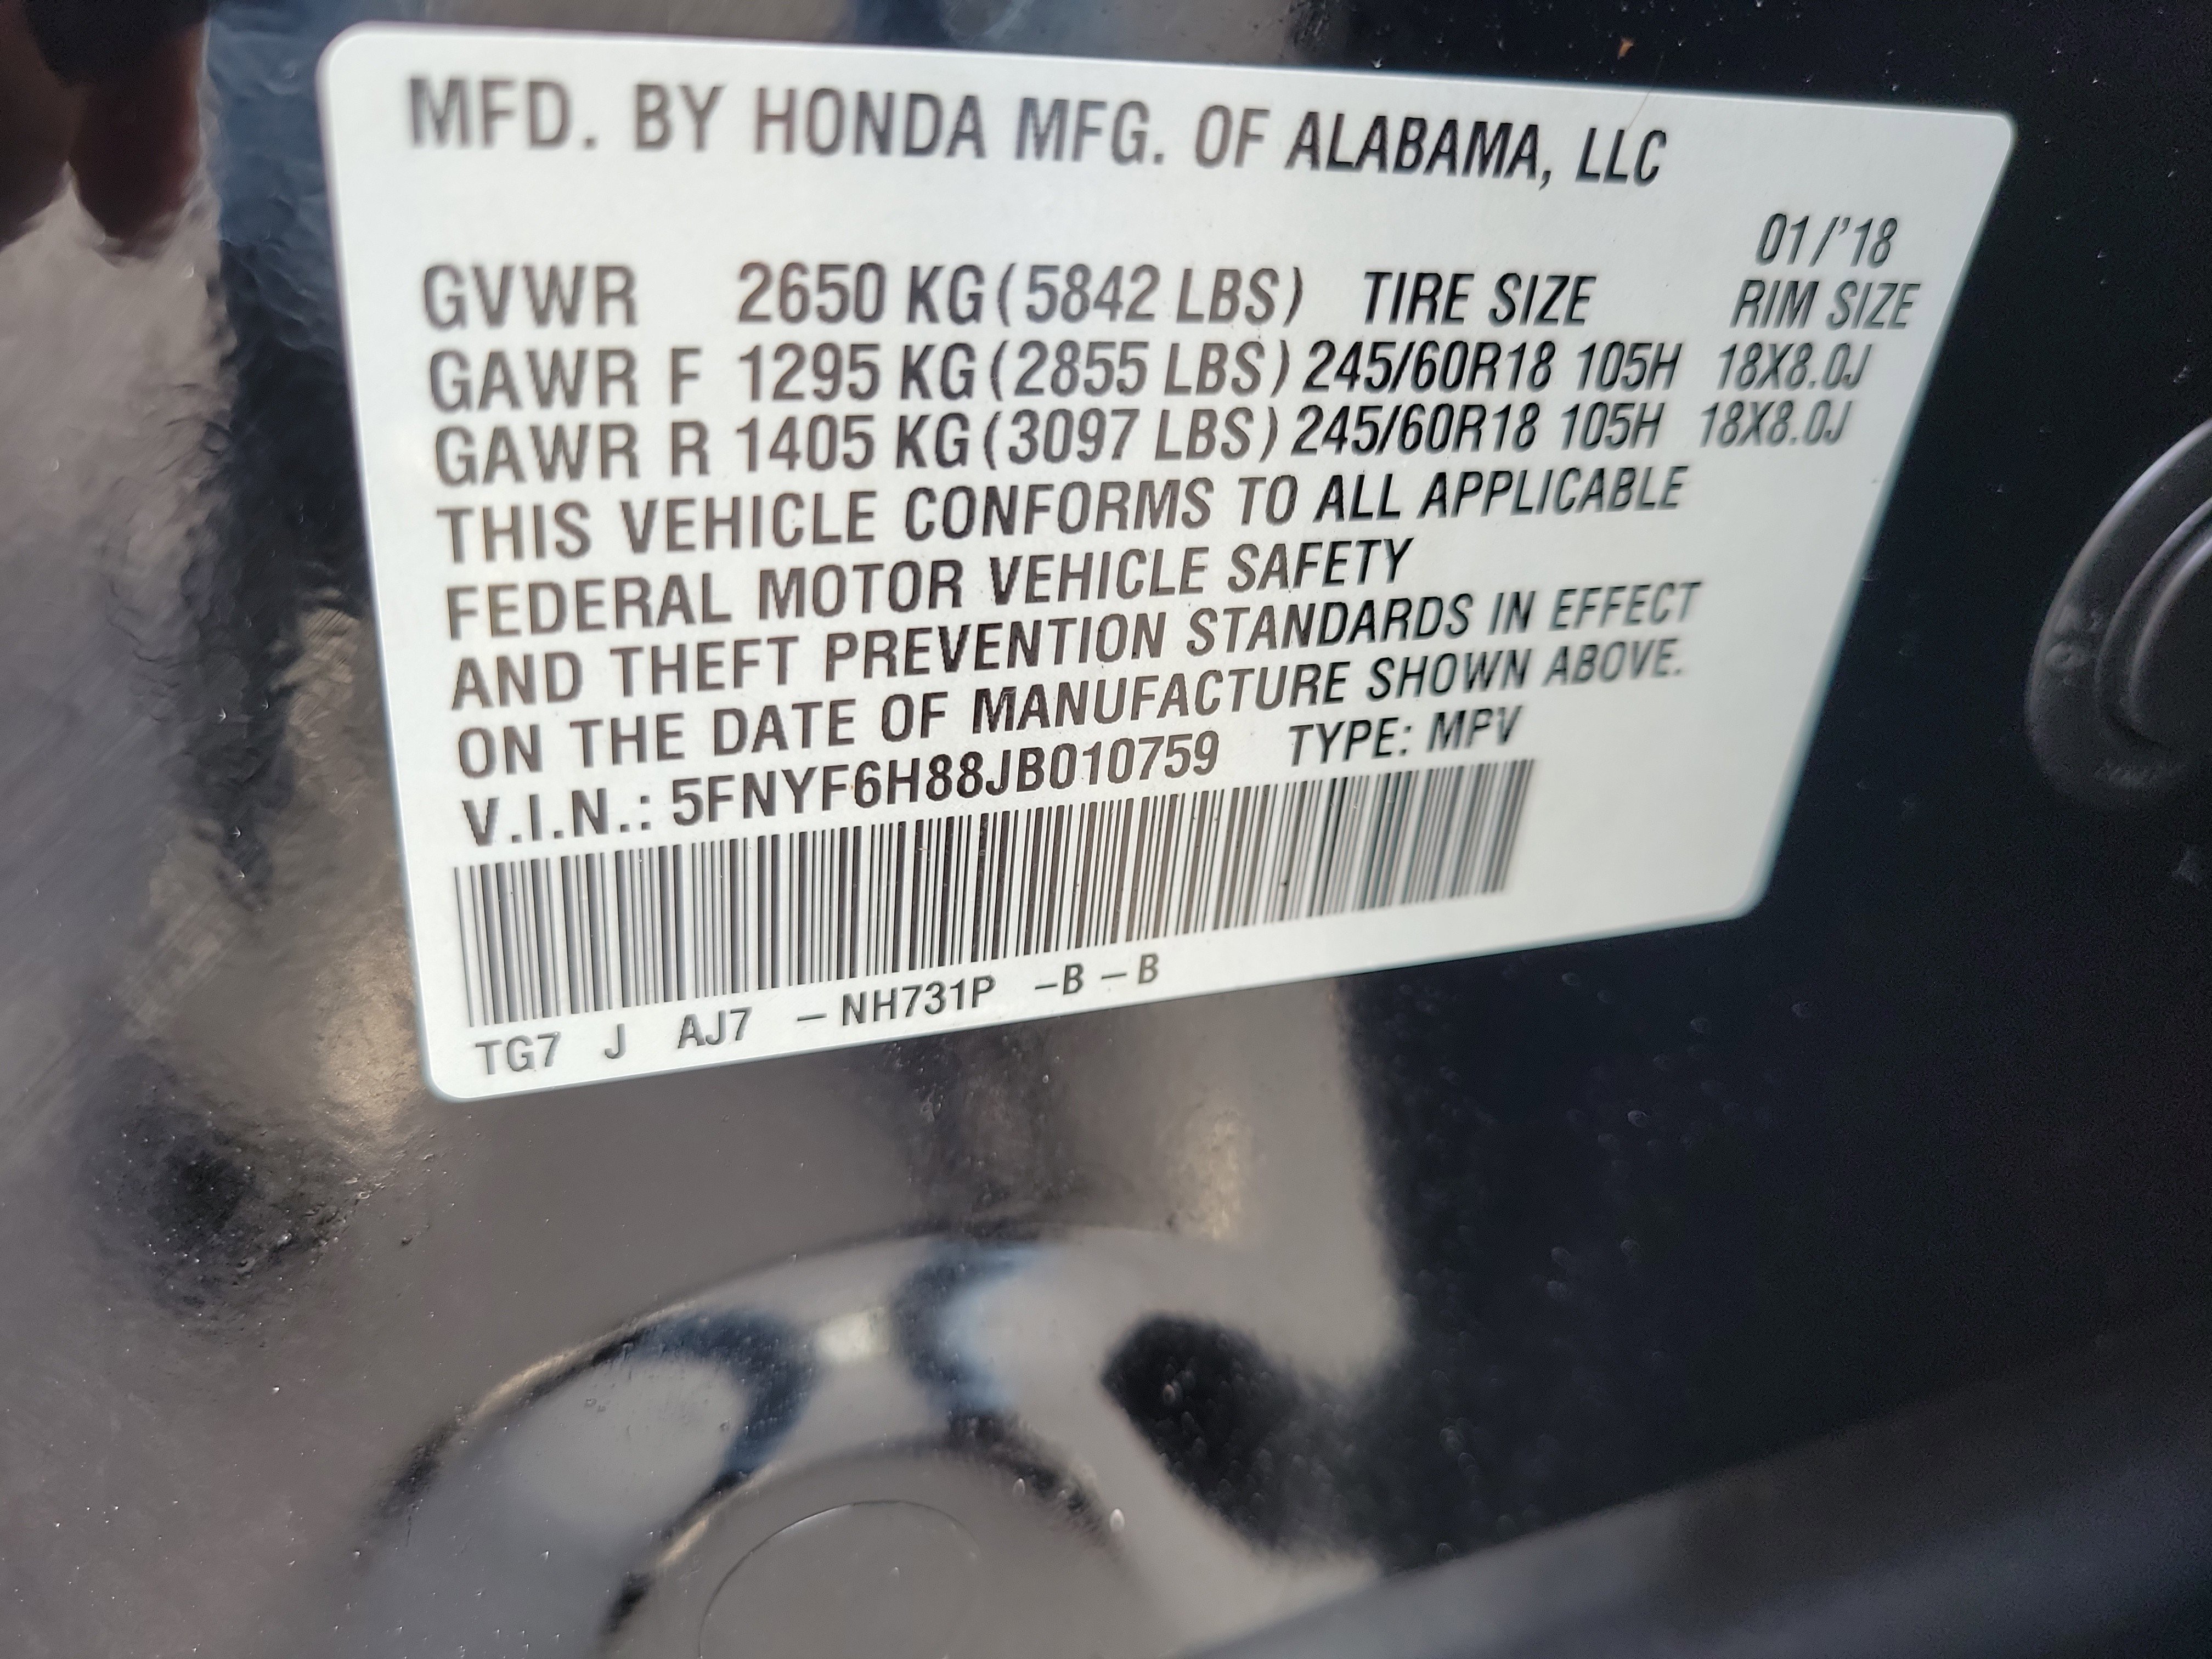 MFD. BY HONDA MFG. OF ALABAMA, LLC
01/'18
GVWR 2650 KG (5842 LBS) TIRE SIZE RIM SIZE
GAWR F 1295 KG (2855 LBS) 245/60R18 105H 18X8.0J
GAWR R 1405 KG (3097 LBS) 245/60R18 105H 18X8.0J
THIS VEHICLE CONFORMS TO ALL APPLICABLE
FEDERAL MOTOR VEHICLE SAFETY
AND THEFT PREVENTION STANDARDS IN EFFECT
ON THE DATE OF MANUFACTURE SHOWN ABOVE.
V.I.N.: 5FNYF6H88JB010759 TYPE: MPV
TG7 J AJ7 – NH731P –B – B